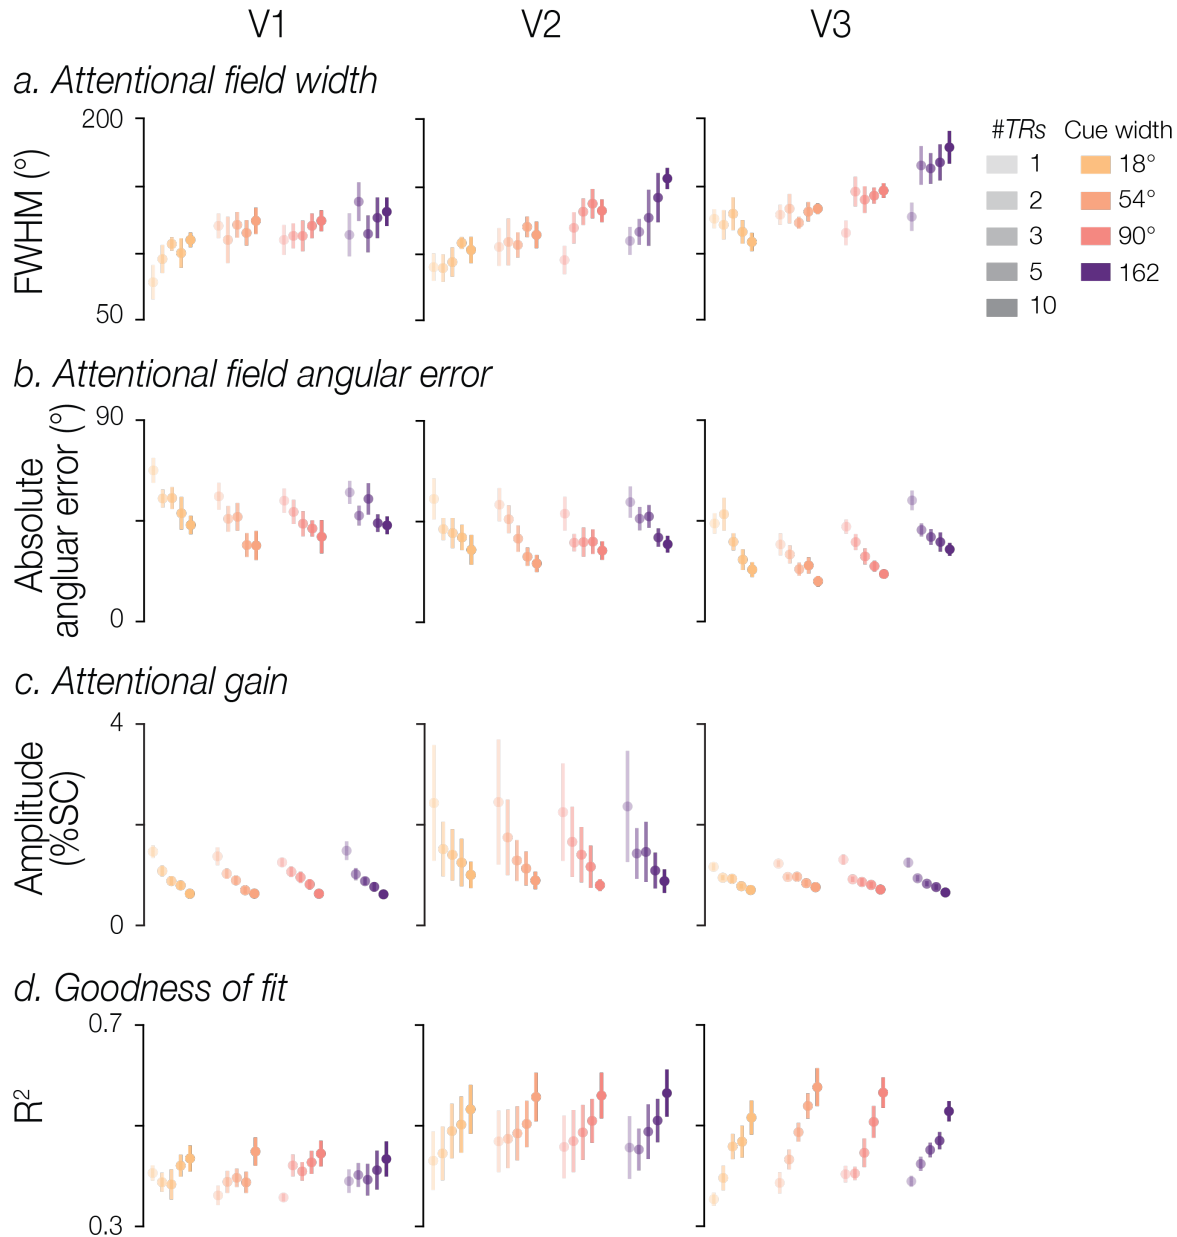 V1 V2 V3
a. Attentional field width
200
50
FWHM (°)
#TRs Cue width
1 18°
2 54°
3 90°
5 162
10
b. Attentional field angular error
90
0
Absolute
angluar error (°)
c. Attentional gain
4
2
0
Amplitude
(%SC)
d. Goodness of fit
0.7
0.3
R²